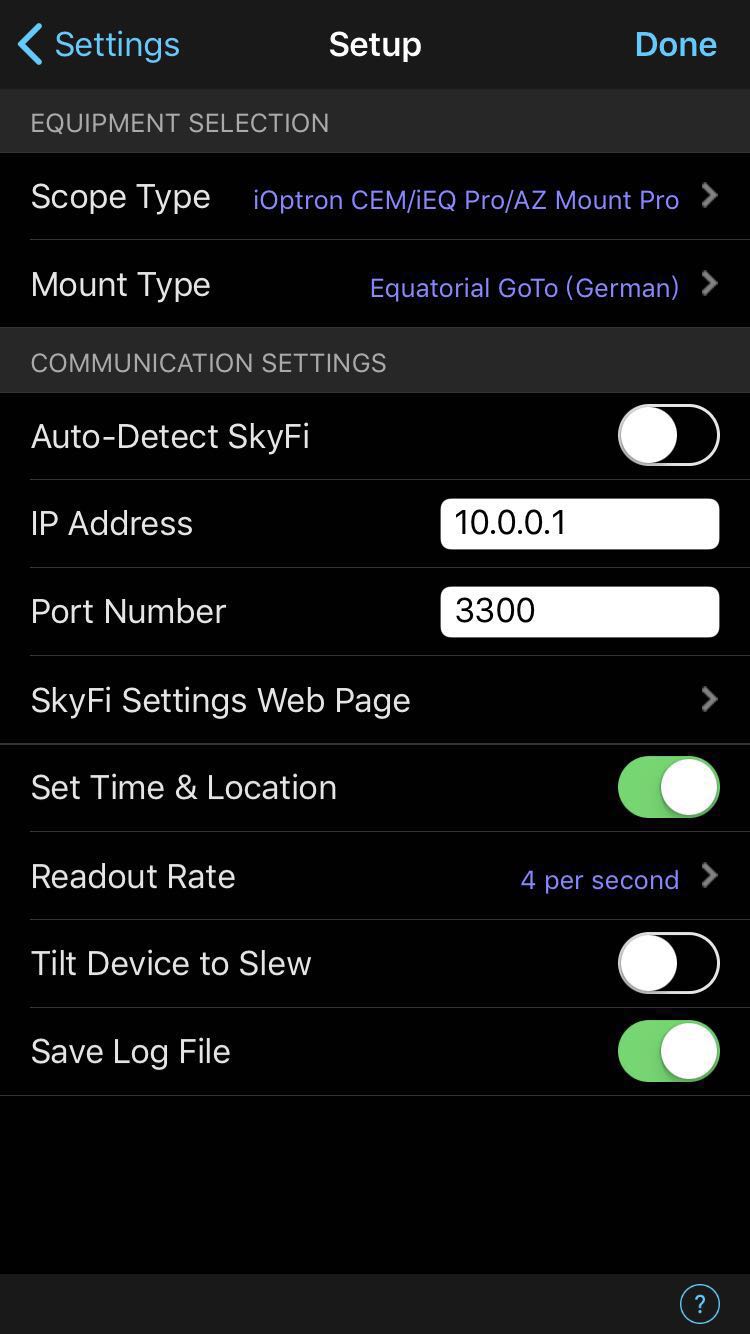 Settings
Setup
Done
EQUIPMENT SELECTION
Scope Type iOptron CEM/iEQ Pro/AZ Mount Pro
Mount Type Equatorial GoTo (German)
COMMUNICATION SETTINGS
Auto-Detect SkyFi
IP Address 10.0.0.1
Port Number 3300
SkyFi Settings Web Page
Set Time & Location
Readout Rate 4 per second
Tilt Device to Slew
Save Log File
?